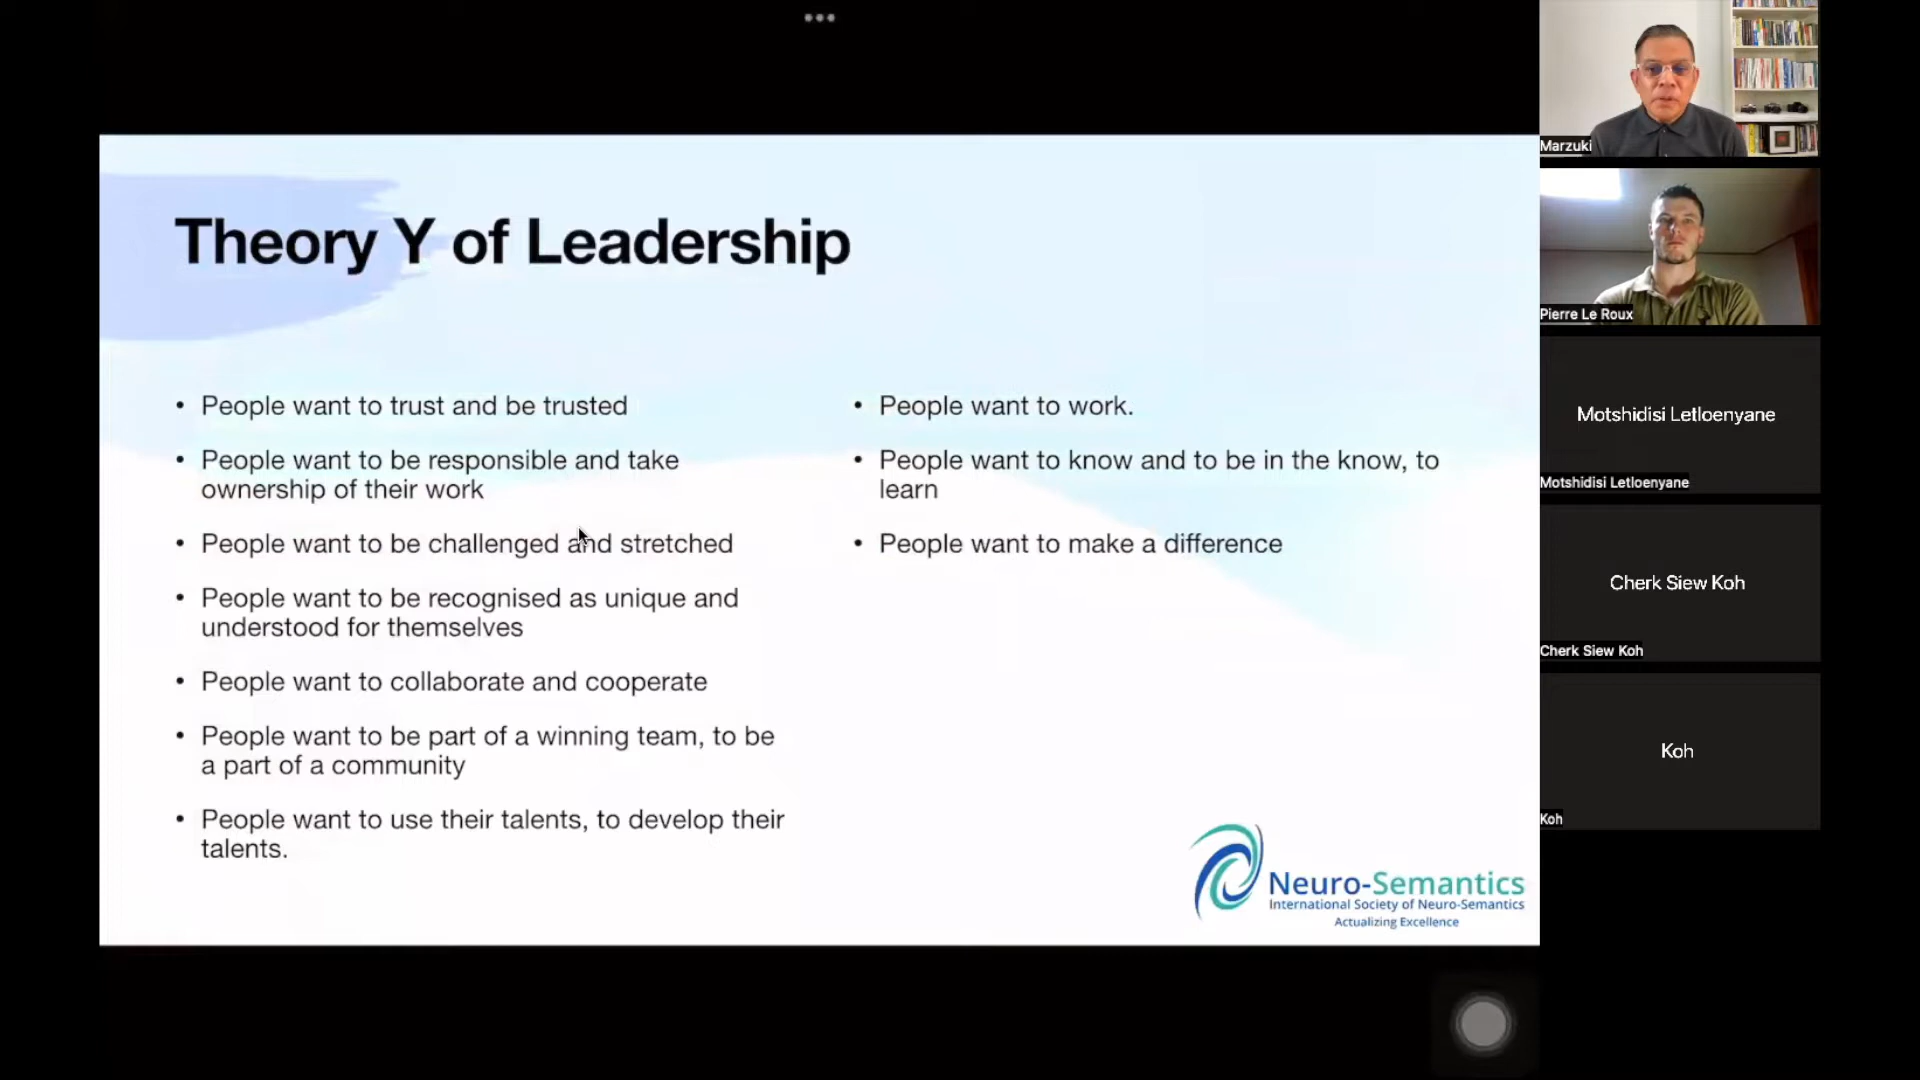 Theory Y of Leadership
• People want to trust and be trusted
• People want to be responsible and take
ownership of their work
• People want to be challenged and stretched
• People want to be recognised as unique and
understood for themselves
• People want to collaborate and cooperate
• People want to be part of a winning team, to be
a part of a community
• People want to use their talents, to develop their
talents.
• People want to work.
• People want to know and to be in the know, to
learn
• People want to make a difference
Neuro-Semantics
International Society of Neuro-Semantics
Actualizing Excellence
Marzuki
Pierre Le Roux
Motshidisi Letloenyane
Motshidisi Letloenyane
Cherk Siew Koh
Cherk Siew Koh
Koh
Koh